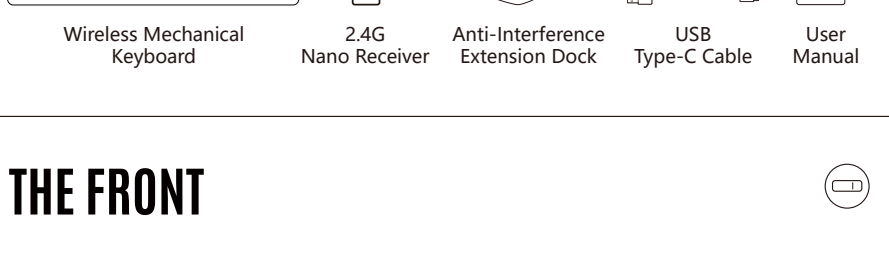 Wireless Mechanical
Keyboard
2.4G
Nano Receiver
Anti-Interference
Extension Dock
USB
Type-C Cable
User
Manual
THE FRONT